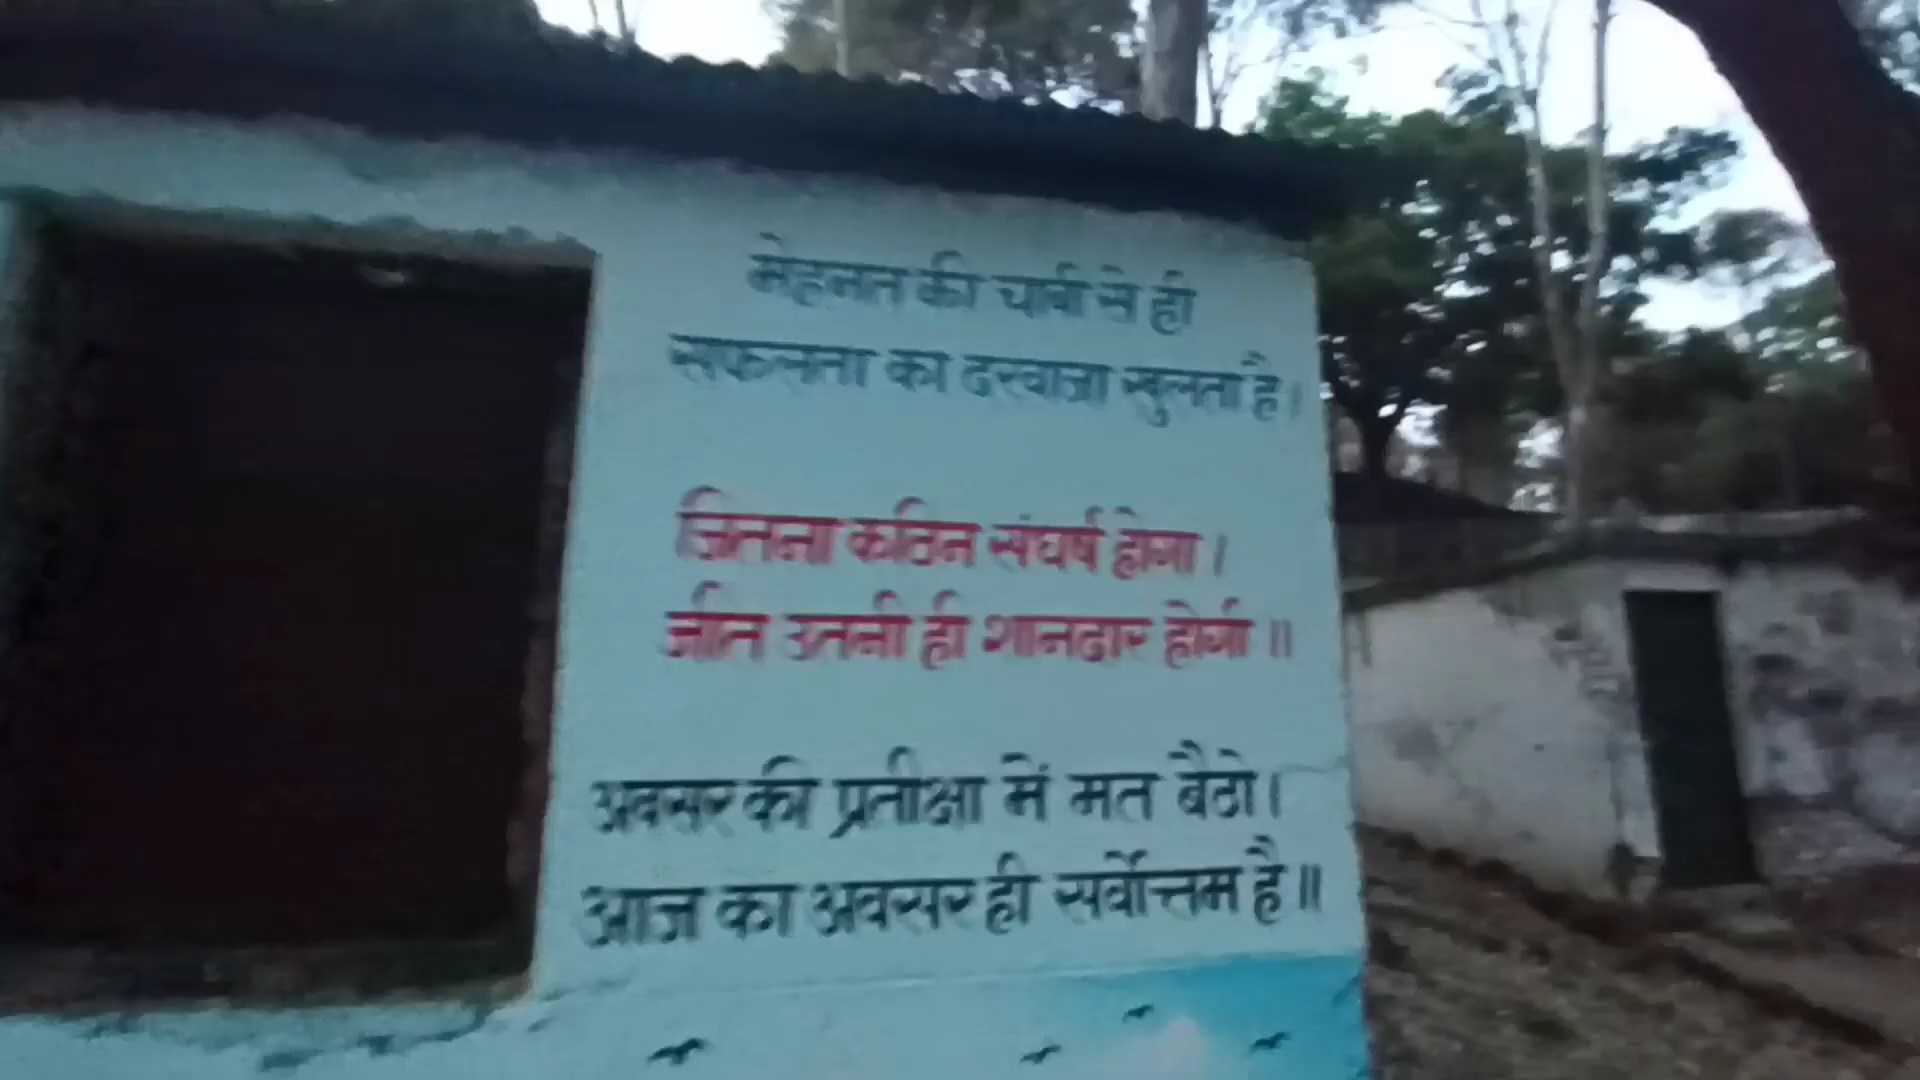 मेहनत की चाबी से ही
सफलता का दरवाजा खुलता है।
जितना कठिन संघर्ष होगा।
जीत उतनी ही शानदार होगी॥
अवसर की प्रतीक्षा में मत बैठो।
आज का अवसर ही सर्वोत्तम है॥